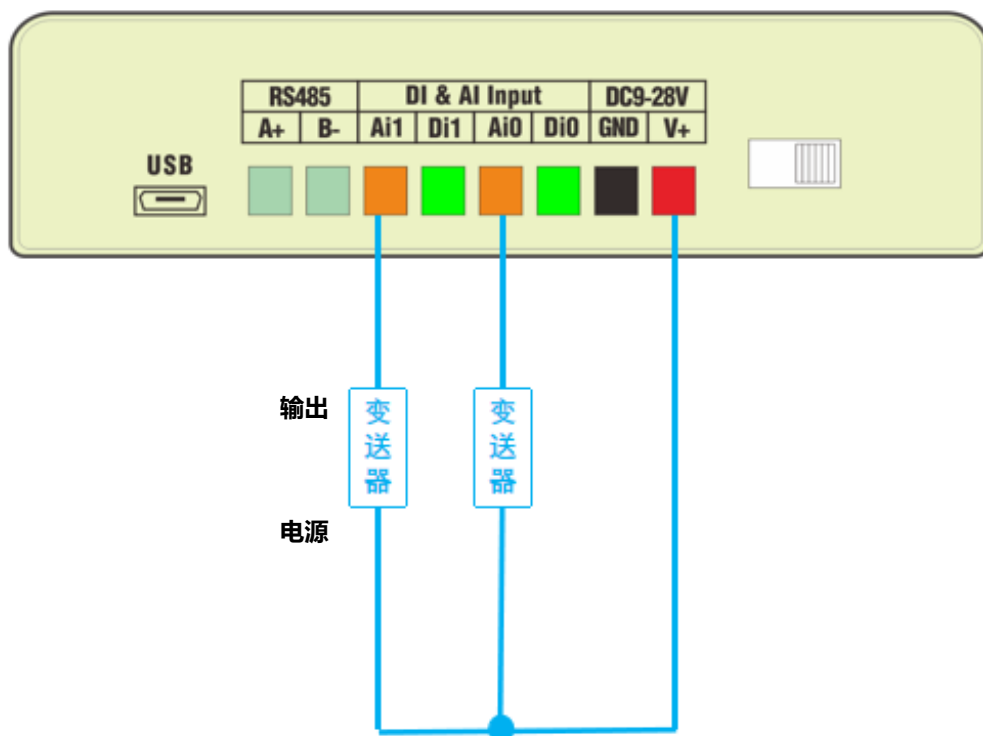 RS485 DI & AI Input DC9-28V
A+ B- Ai1 Di1 Ai0 Di0 GND V+
USB
输出
变送器
变送器
电源